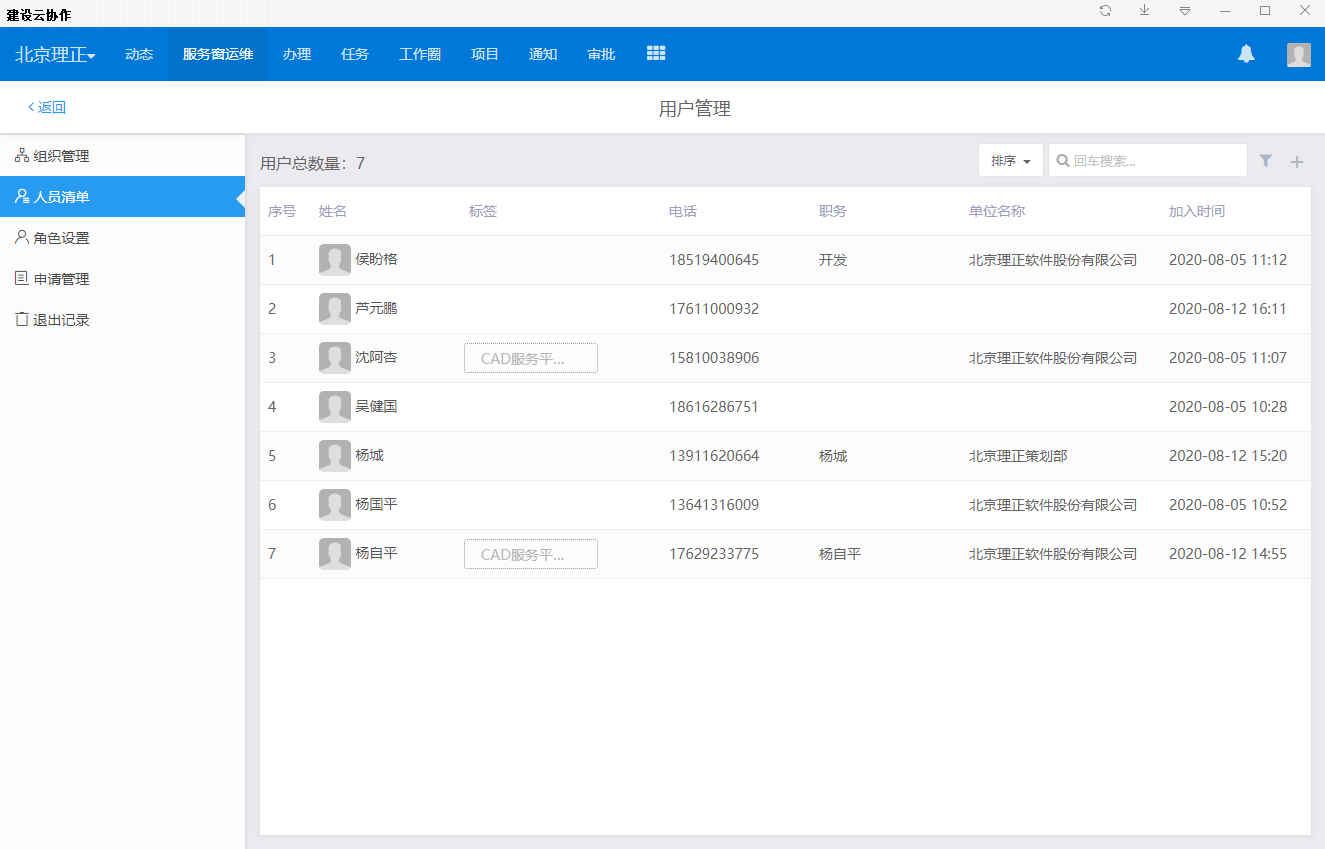 建设云协作
北京理正 动态 服务窗运维 办理 任务 工作圈 项目 通知 审批
返回 用户管理
组织管理
人员清单
角色设置
申请管理
退出记录
用户总数量：7 排序 回车搜索...
序号 姓名 标签 电话 职务 单位名称 加入时间
1 侯盼格 18519400645 开发 北京理正软件股份有限公司 2020-08-05 11:12
2 芦元鹏 17611000932 2020-08-12 16:11
3 沈阿杏 CAD服务平... 15810038906 北京理正软件股份有限公司 2020-08-05 11:07
4 吴健国 18616286751 2020-08-05 10:28
5 杨城 13911620664 杨城 北京理正策划部 2020-08-12 15:20
6 杨国平 13641316009 北京理正软件股份有限公司 2020-08-05 10:52
7 杨自平 CAD服务平... 17629233775 杨自平 北京理正软件股份有限公司 2020-08-12 14:55